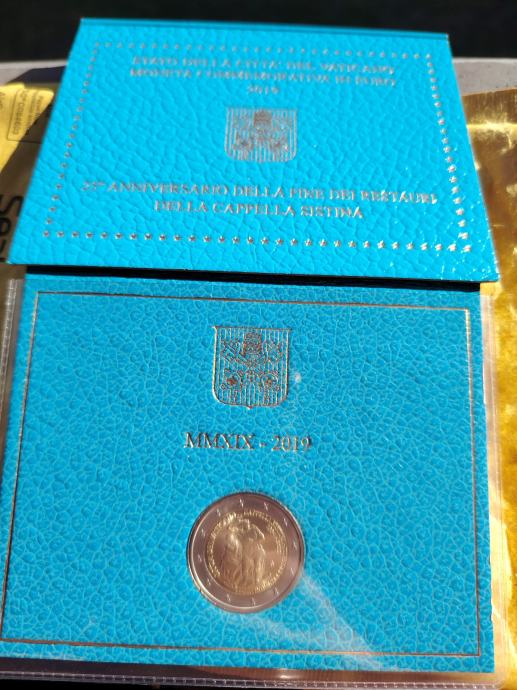 STATO DELLA CITTA' DEL VATICANO
MONETA COMMEMORATIVA IN EURO
2019
25° ANNIVERSARIO DELLA FINE DEI RESTAURI
DELLA CAPPELLA SISTINA
MMXIX - 2019